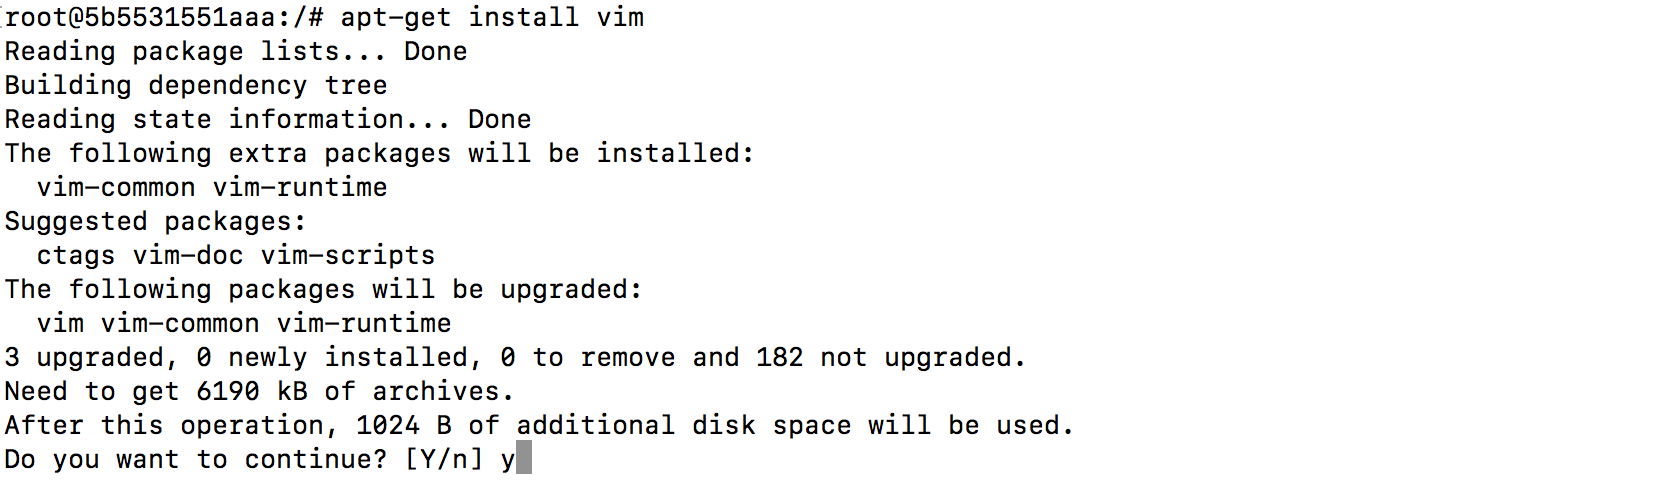 root@5b5531551aaa:/# apt-get install vim
Reading package lists... Done
Building dependency tree
Reading state information... Done
The following extra packages will be installed:
  vim-common vim-runtime
Suggested packages:
  ctags vim-doc vim-scripts
The following packages will be upgraded:
  vim vim-common vim-runtime
3 upgraded, 0 newly installed, 0 to remove and 182 not upgraded.
Need to get 6190 kB of archives.
After this operation, 1024 B of additional disk space will be used.
Do you want to continue? [Y/n] y